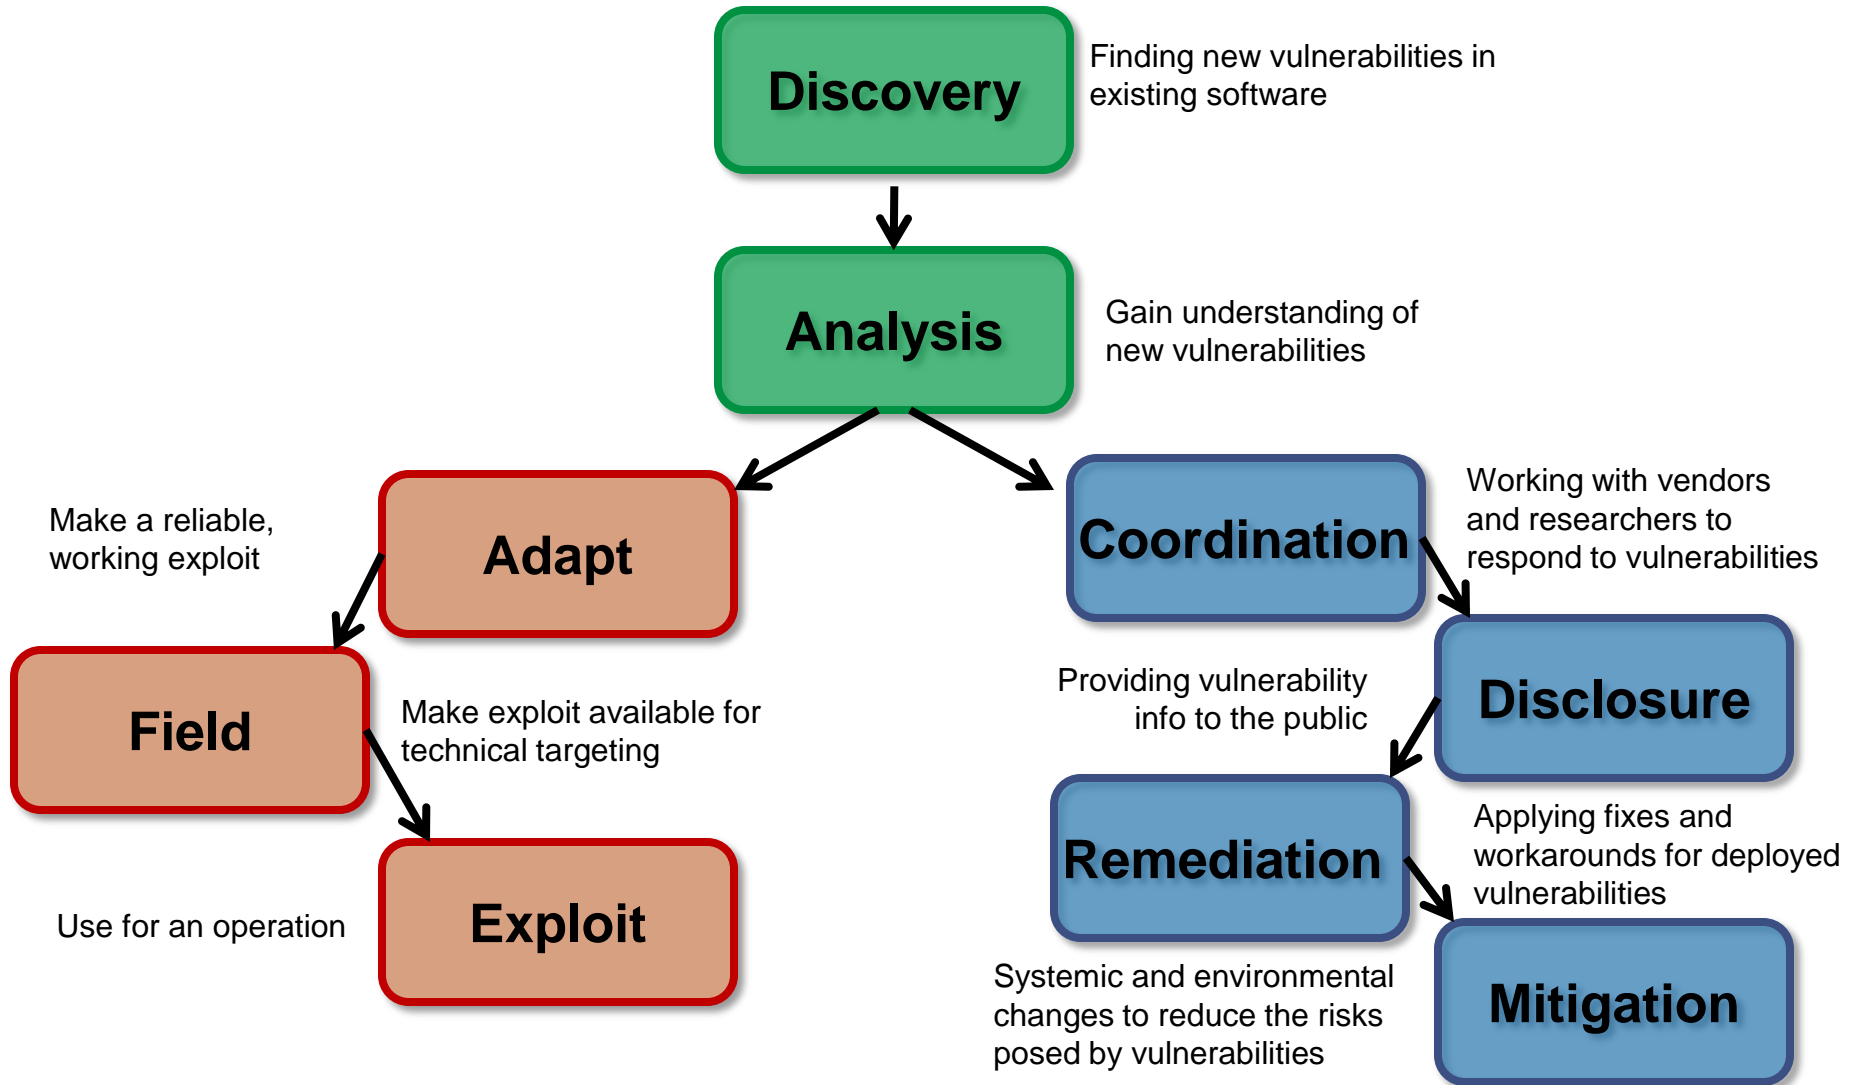 Discovery
Finding new vulnerabilities in
existing software
Analysis
Gain understanding of
new vulnerabilities
Make a reliable,
working exploit
Adapt
Coordination
Working with vendors
and researchers to
respond to vulnerabilities
Field
Make exploit available for
technical targeting
Providing vulnerability
info to the public
Disclosure
Use for an operation
Exploit
Remediation
Applying fixes and
workarounds for deployed
vulnerabilities
Systemic and environmental
changes to reduce the risks
posed by vulnerabilities
Mitigation